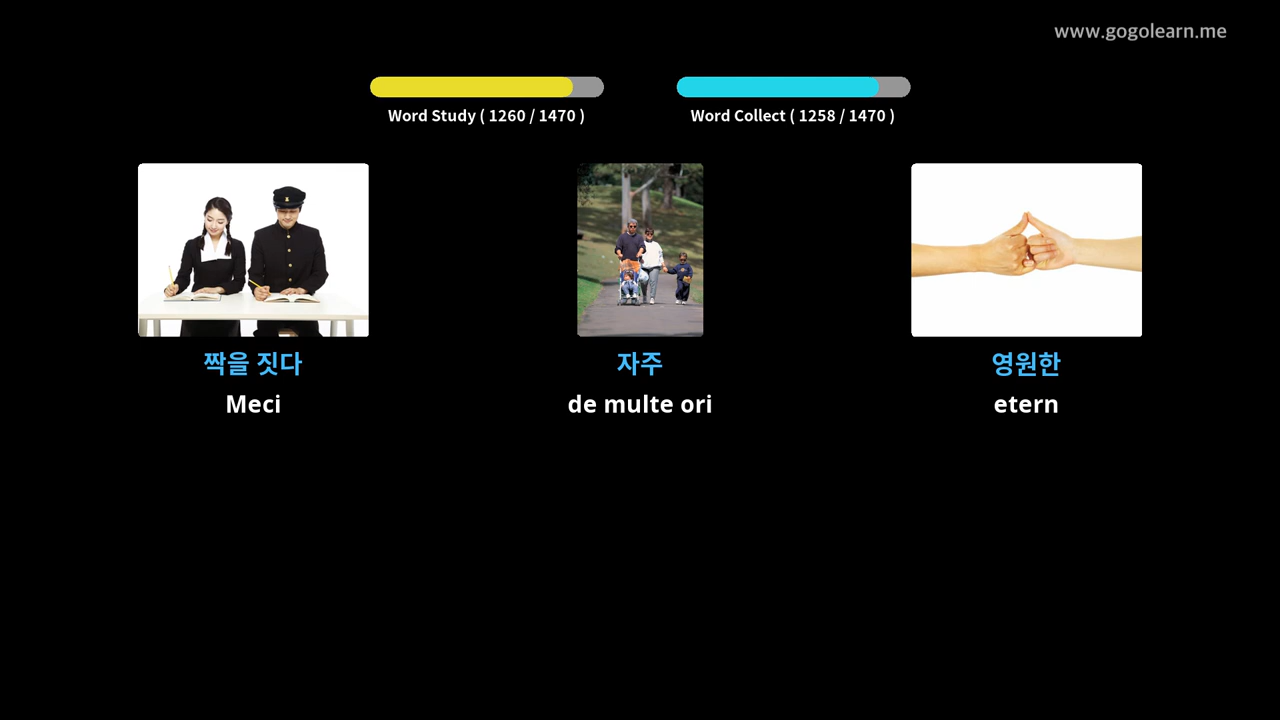 www.gogolearn.me
Word Study ( 1260 / 1470 )
Word Collect ( 1258 / 1470 )
짝을 짓다
자주
영원한
Meci
de multe ori
etern